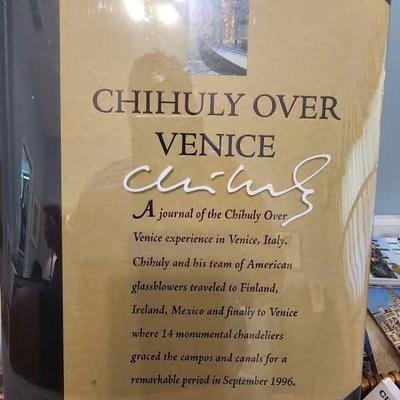 CHIHULY OVER
VENICE
Chihuly
A journal of the Chihuly Over
Venice experience in Venice, Italy.
Chihuly and his team of American
glassblowers traveled to Finland,
Ireland, Mexico and finally to Venice
where 14 monumental chandeliers
graced the campos and canals for a
remarkable period in September 1996.